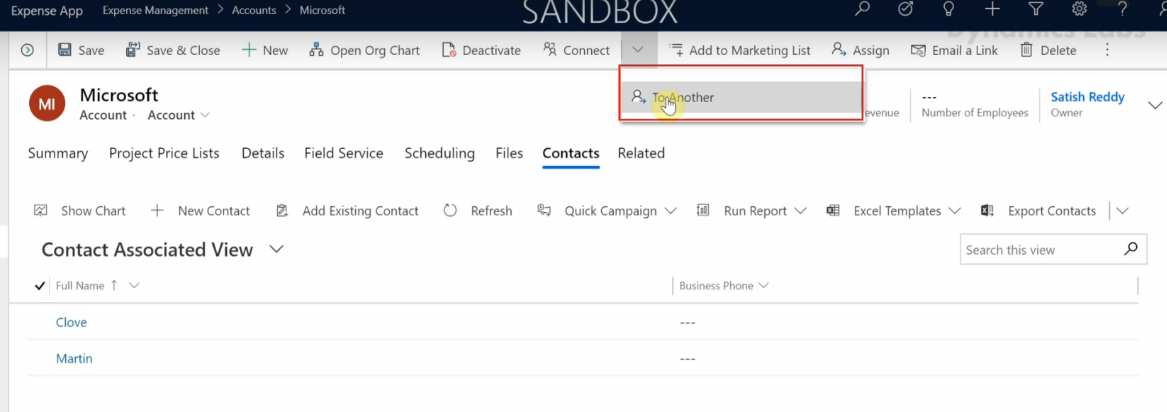 Expense App Expense Management > Accounts > Microsoft SANDBOX ?
Dynamics Labs
Save Save & Close New Open Org Chart Deactivate Connect Add to Marketing List Assign Email a Link Delete
To Another
MI Microsoft --- Satish Reddy
Account · Account evenue Number of Employees Owner
Summary Project Price Lists Details Field Service Scheduling Files Contacts Related
Show Chart New Contact Add Existing Contact Refresh Quick Campaign Run Report Excel Templates Export Contacts
Contact Associated View Search this view
Full Name ↑ Business Phone
Clove ---
Martin ---